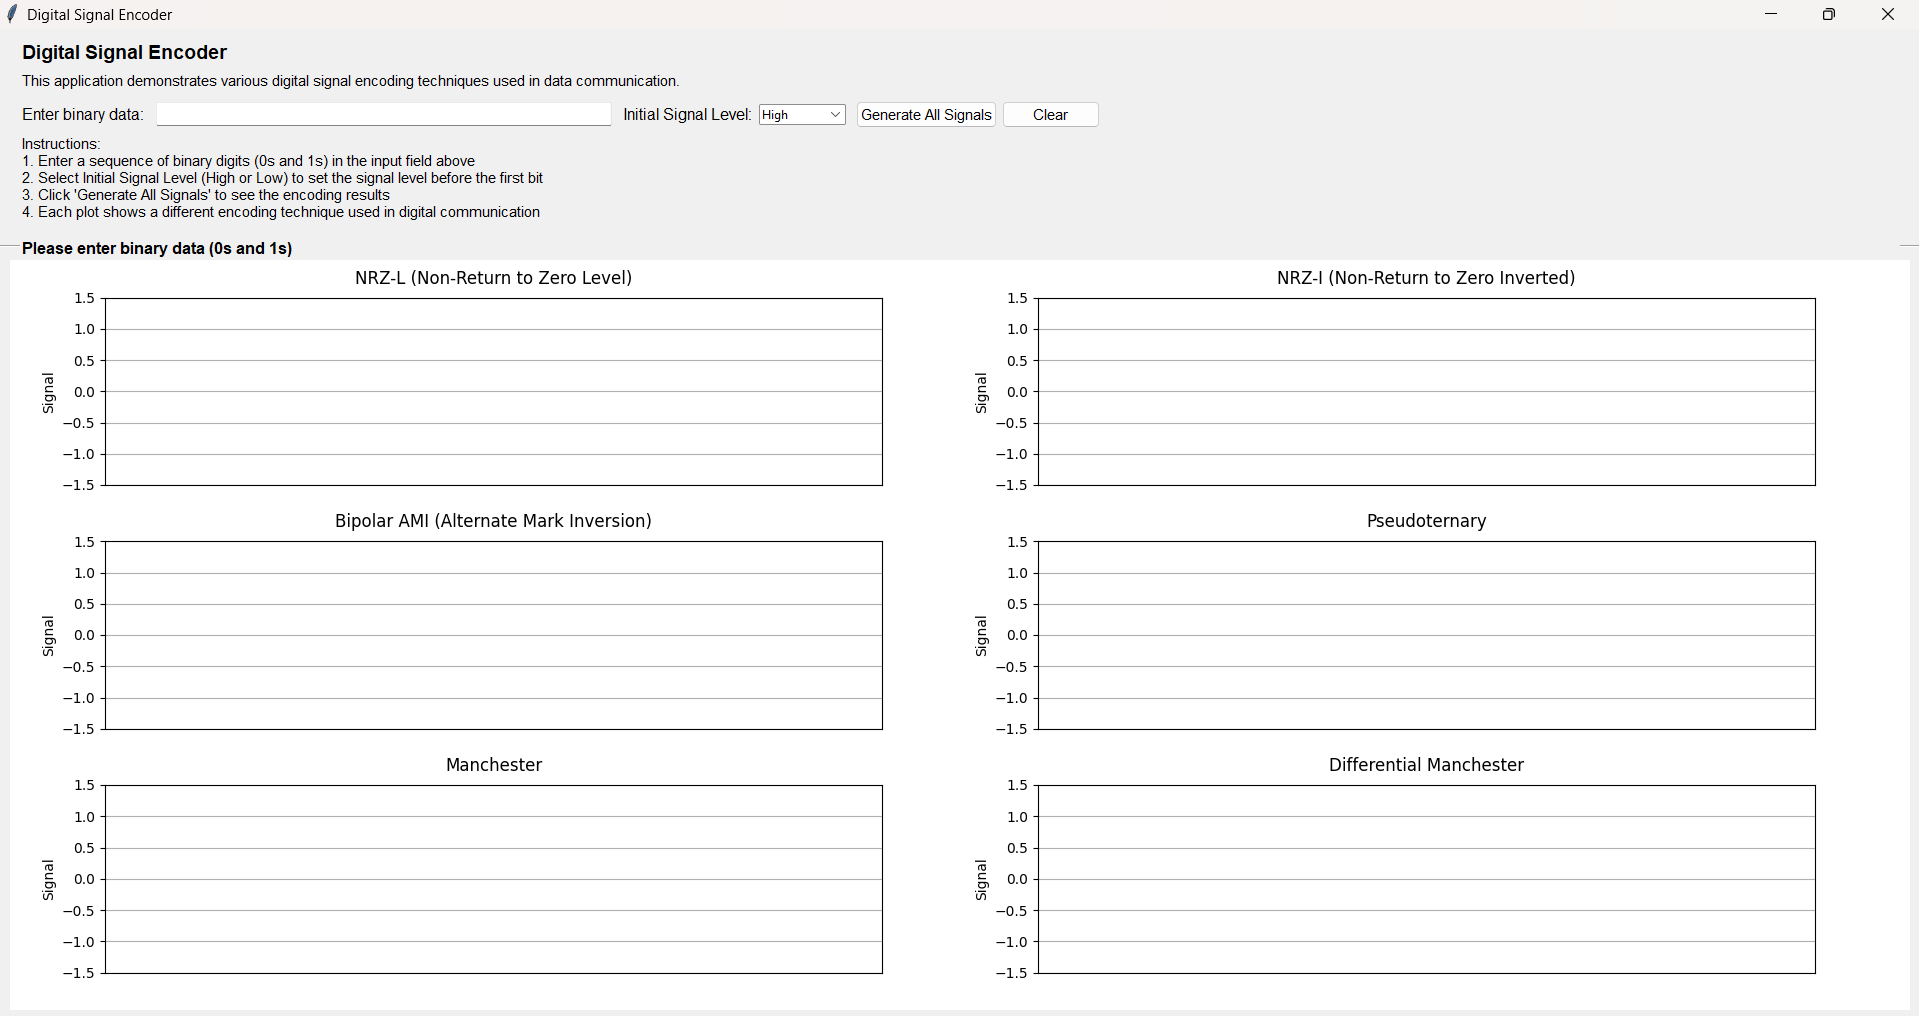 Digital Signal Encoder
Digital Signal Encoder
This application demonstrates various digital signal encoding techniques used in data communication.
Enter binary data: Initial Signal Level: High Generate All Signals Clear
Instructions:
1. Enter a sequence of binary digits (0s and 1s) in the input field above
2. Select Initial Signal Level (High or Low) to set the signal level before the first bit
3. Click 'Generate All Signals' to see the encoding results
4. Each plot shows a different encoding technique used in digital communication
Please enter binary data (0s and 1s)
NRZ-L (Non-Return to Zero Level)
1.5
1.0
0.5
0.0
−0.5
−1.0
−1.5
Signal
NRZ-I (Non-Return to Zero Inverted)
1.5
1.0
0.5
0.0
−0.5
−1.0
−1.5
Signal
Bipolar AMI (Alternate Mark Inversion)
1.5
1.0
0.5
0.0
−0.5
−1.0
−1.5
Signal
Pseudoternary
1.5
1.0
0.5
0.0
−0.5
−1.0
−1.5
Signal
Manchester
1.5
1.0
0.5
0.0
−0.5
−1.0
−1.5
Signal
Differential Manchester
1.5
1.0
0.5
0.0
−0.5
−1.0
−1.5
Signal